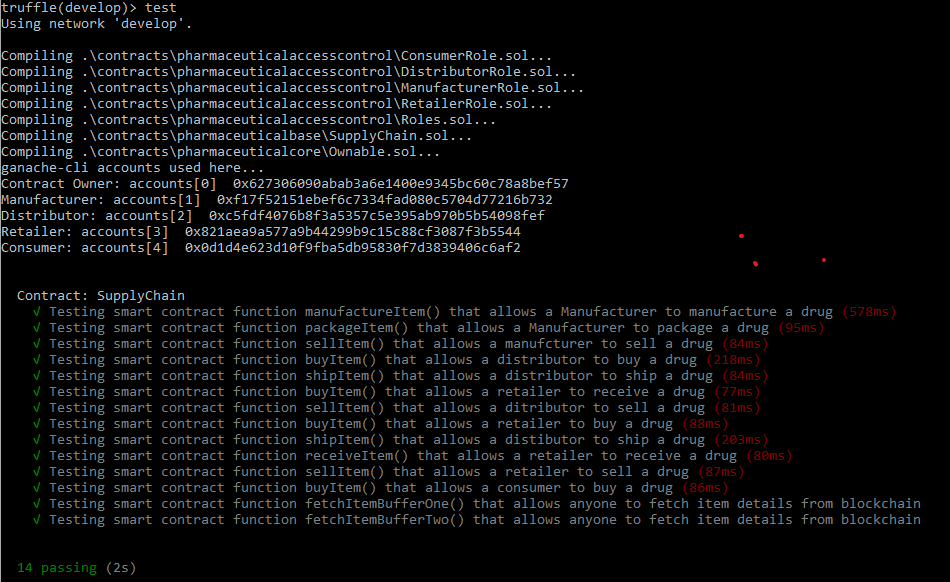 truffle(develop)> test
Using network 'develop'.
Compiling .\contracts\pharmaceuticalaccesscontrol\ConsumerRole.sol...
Compiling .\contracts\pharmaceuticalaccesscontrol\DistributorRole.sol...
Compiling .\contracts\pharmaceuticalaccesscontrol\ManufacturerRole.sol...
Compiling .\contracts\pharmaceuticalaccesscontrol\RetailerRole.sol...
Compiling .\contracts\pharmaceuticalaccesscontrol\Roles.sol...
Compiling .\contracts\pharmaceuticalbase\SupplyChain.sol...
Compiling .\contracts\pharmaceuticalcore\Ownable.sol...
ganache-cli accounts used here...
Contract Owner: accounts[0]  0x627306090abab3a6e1400e9345bc60c78a8bef57
Manufacturer: accounts[1]  0xf17f52151ebef6c7334fad080c5704d77216b732
Distributor: accounts[2]  0xc5fdf4076b8f3a5357c5e395ab970b5b54098fef
Retailer: accounts[3]  0x821aea9a577a9b44299b9c15c88cf3087f3b5544
Consumer: accounts[4]  0x0d1d4e623d10f9fba5db95830f7d3839406c6af2
Contract: SupplyChain
√ Testing smart contract function manufactureItem() that allows a Manufacturer to manufacture a drug (578ms)
√ Testing smart contract function packageItem() that allows a Manufacturer to package a drug (95ms)
√ Testing smart contract function sellItem() that allows a manufcturer to sell a drug (84ms)
√ Testing smart contract function buyItem() that allows a distributor to buy a drug (218ms)
√ Testing smart contract function shipItem() that allows a distributor to ship a drug (84ms)
√ Testing smart contract function buyItem() that allows a retailer to receive a drug (77ms)
√ Testing smart contract function sellItem() that allows a ditributor to sell a drug (81ms)
√ Testing smart contract function buyItem() that allows a retailer to buy a drug (88ms)
√ Testing smart contract function shipItem() that allows a distibutor to ship a drug (203ms)
√ Testing smart contract function receiveItem() that allows a retailer to receive a drug (80ms)
√ Testing smart contract function sellItem() that allows a retailer to sell a drug (87ms)
√ Testing smart contract function buyItem() that allows a consumer to buy a drug (86ms)
√ Testing smart contract function fetchItemBufferOne() that allows anyone to fetch item details from blockchain
√ Testing smart contract function fetchItemBufferTwo() that allows anyone to fetch item details from blockchain
14 passing (2s)